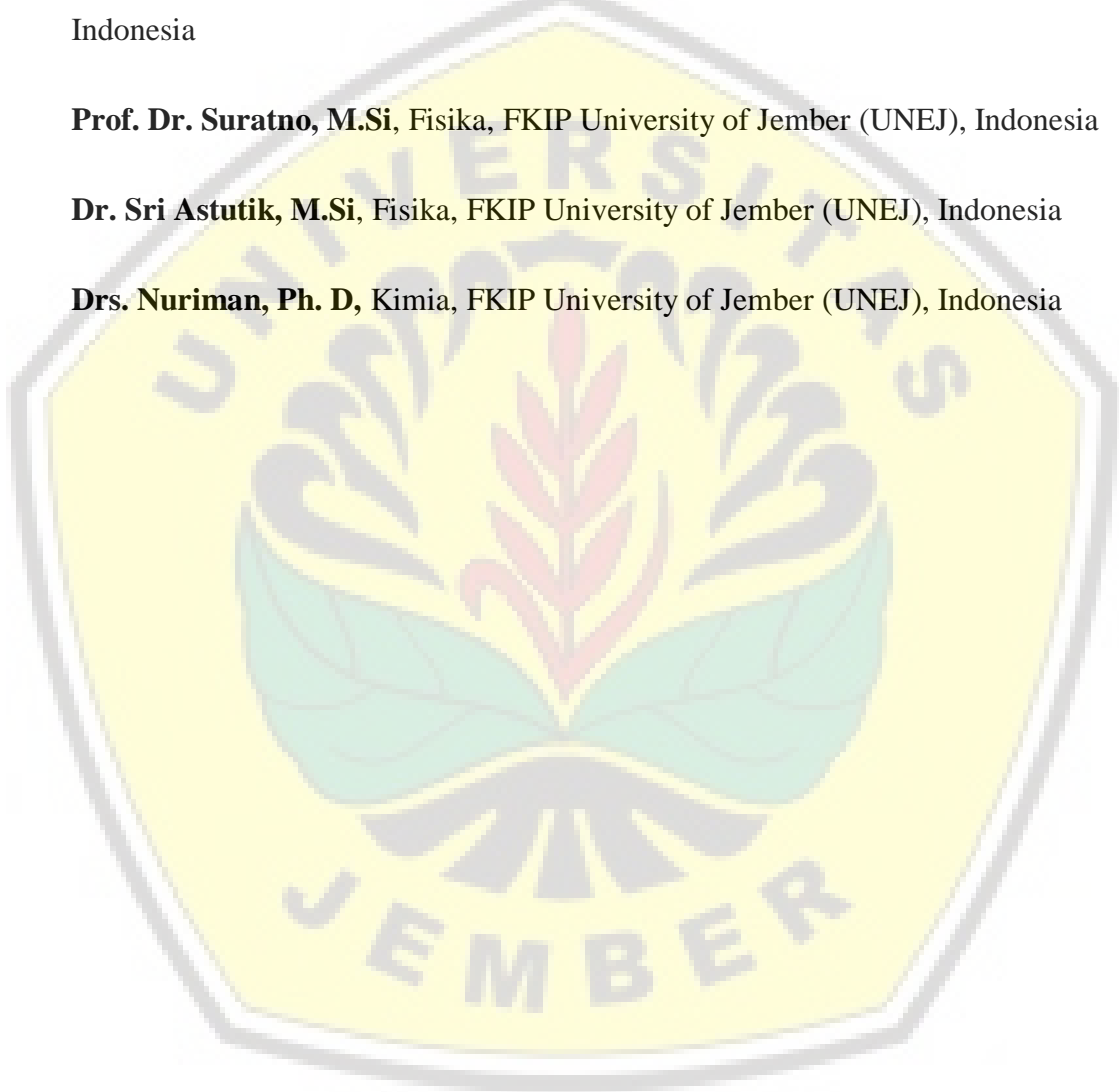 Indonesia
Prof. Dr. Suratno, M.Si, Fisika, FKIP University of Jember (UNEJ), Indonesia
Dr. Sri Astutik, M.Si, Fisika, FKIP University of Jember (UNEJ), Indonesia
Drs. Nuriman, Ph. D, Kimia, FKIP University of Jember (UNEJ), Indonesia
UNIVERSITAS
JEMBER